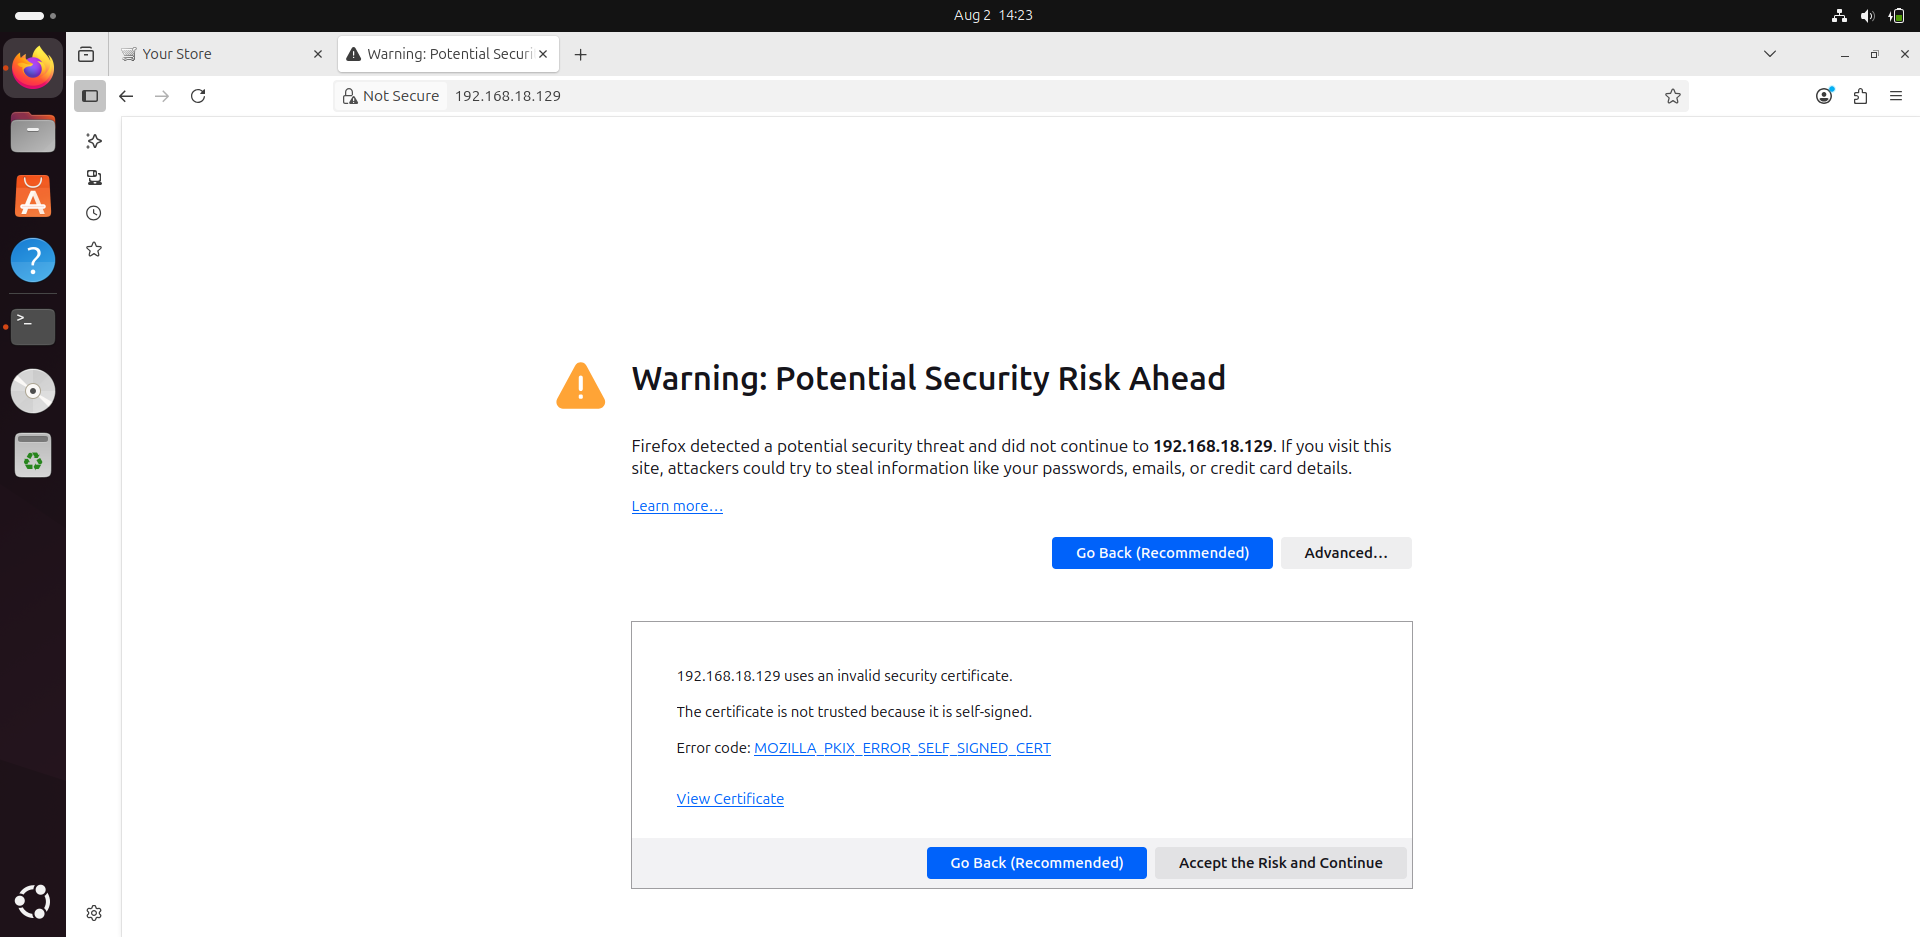 Aug 2 14:23
Your Store
Warning: Potential Securi
Not Secure 192.168.18.129
Warning: Potential Security Risk Ahead
Firefox detected a potential security threat and did not continue to 192.168.18.129. If you visit this
site, attackers could try to steal information like your passwords, emails, or credit card details.
Learn more…
Go Back (Recommended)
Advanced…
192.168.18.129 uses an invalid security certificate.
The certificate is not trusted because it is self-signed.
Error code: MOZILLA_PKIX_ERROR_SELF_SIGNED_CERT
View Certificate
Go Back (Recommended)
Accept the Risk and Continue